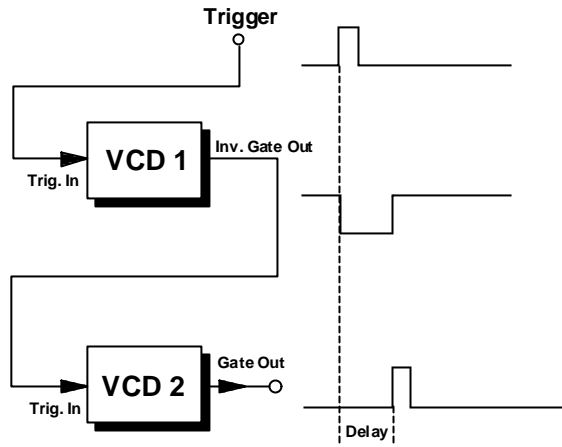 Trigger
VCD 1
Inv. Gate Out
Trig. In
VCD 2
Gate Out
Trig. In
Delay